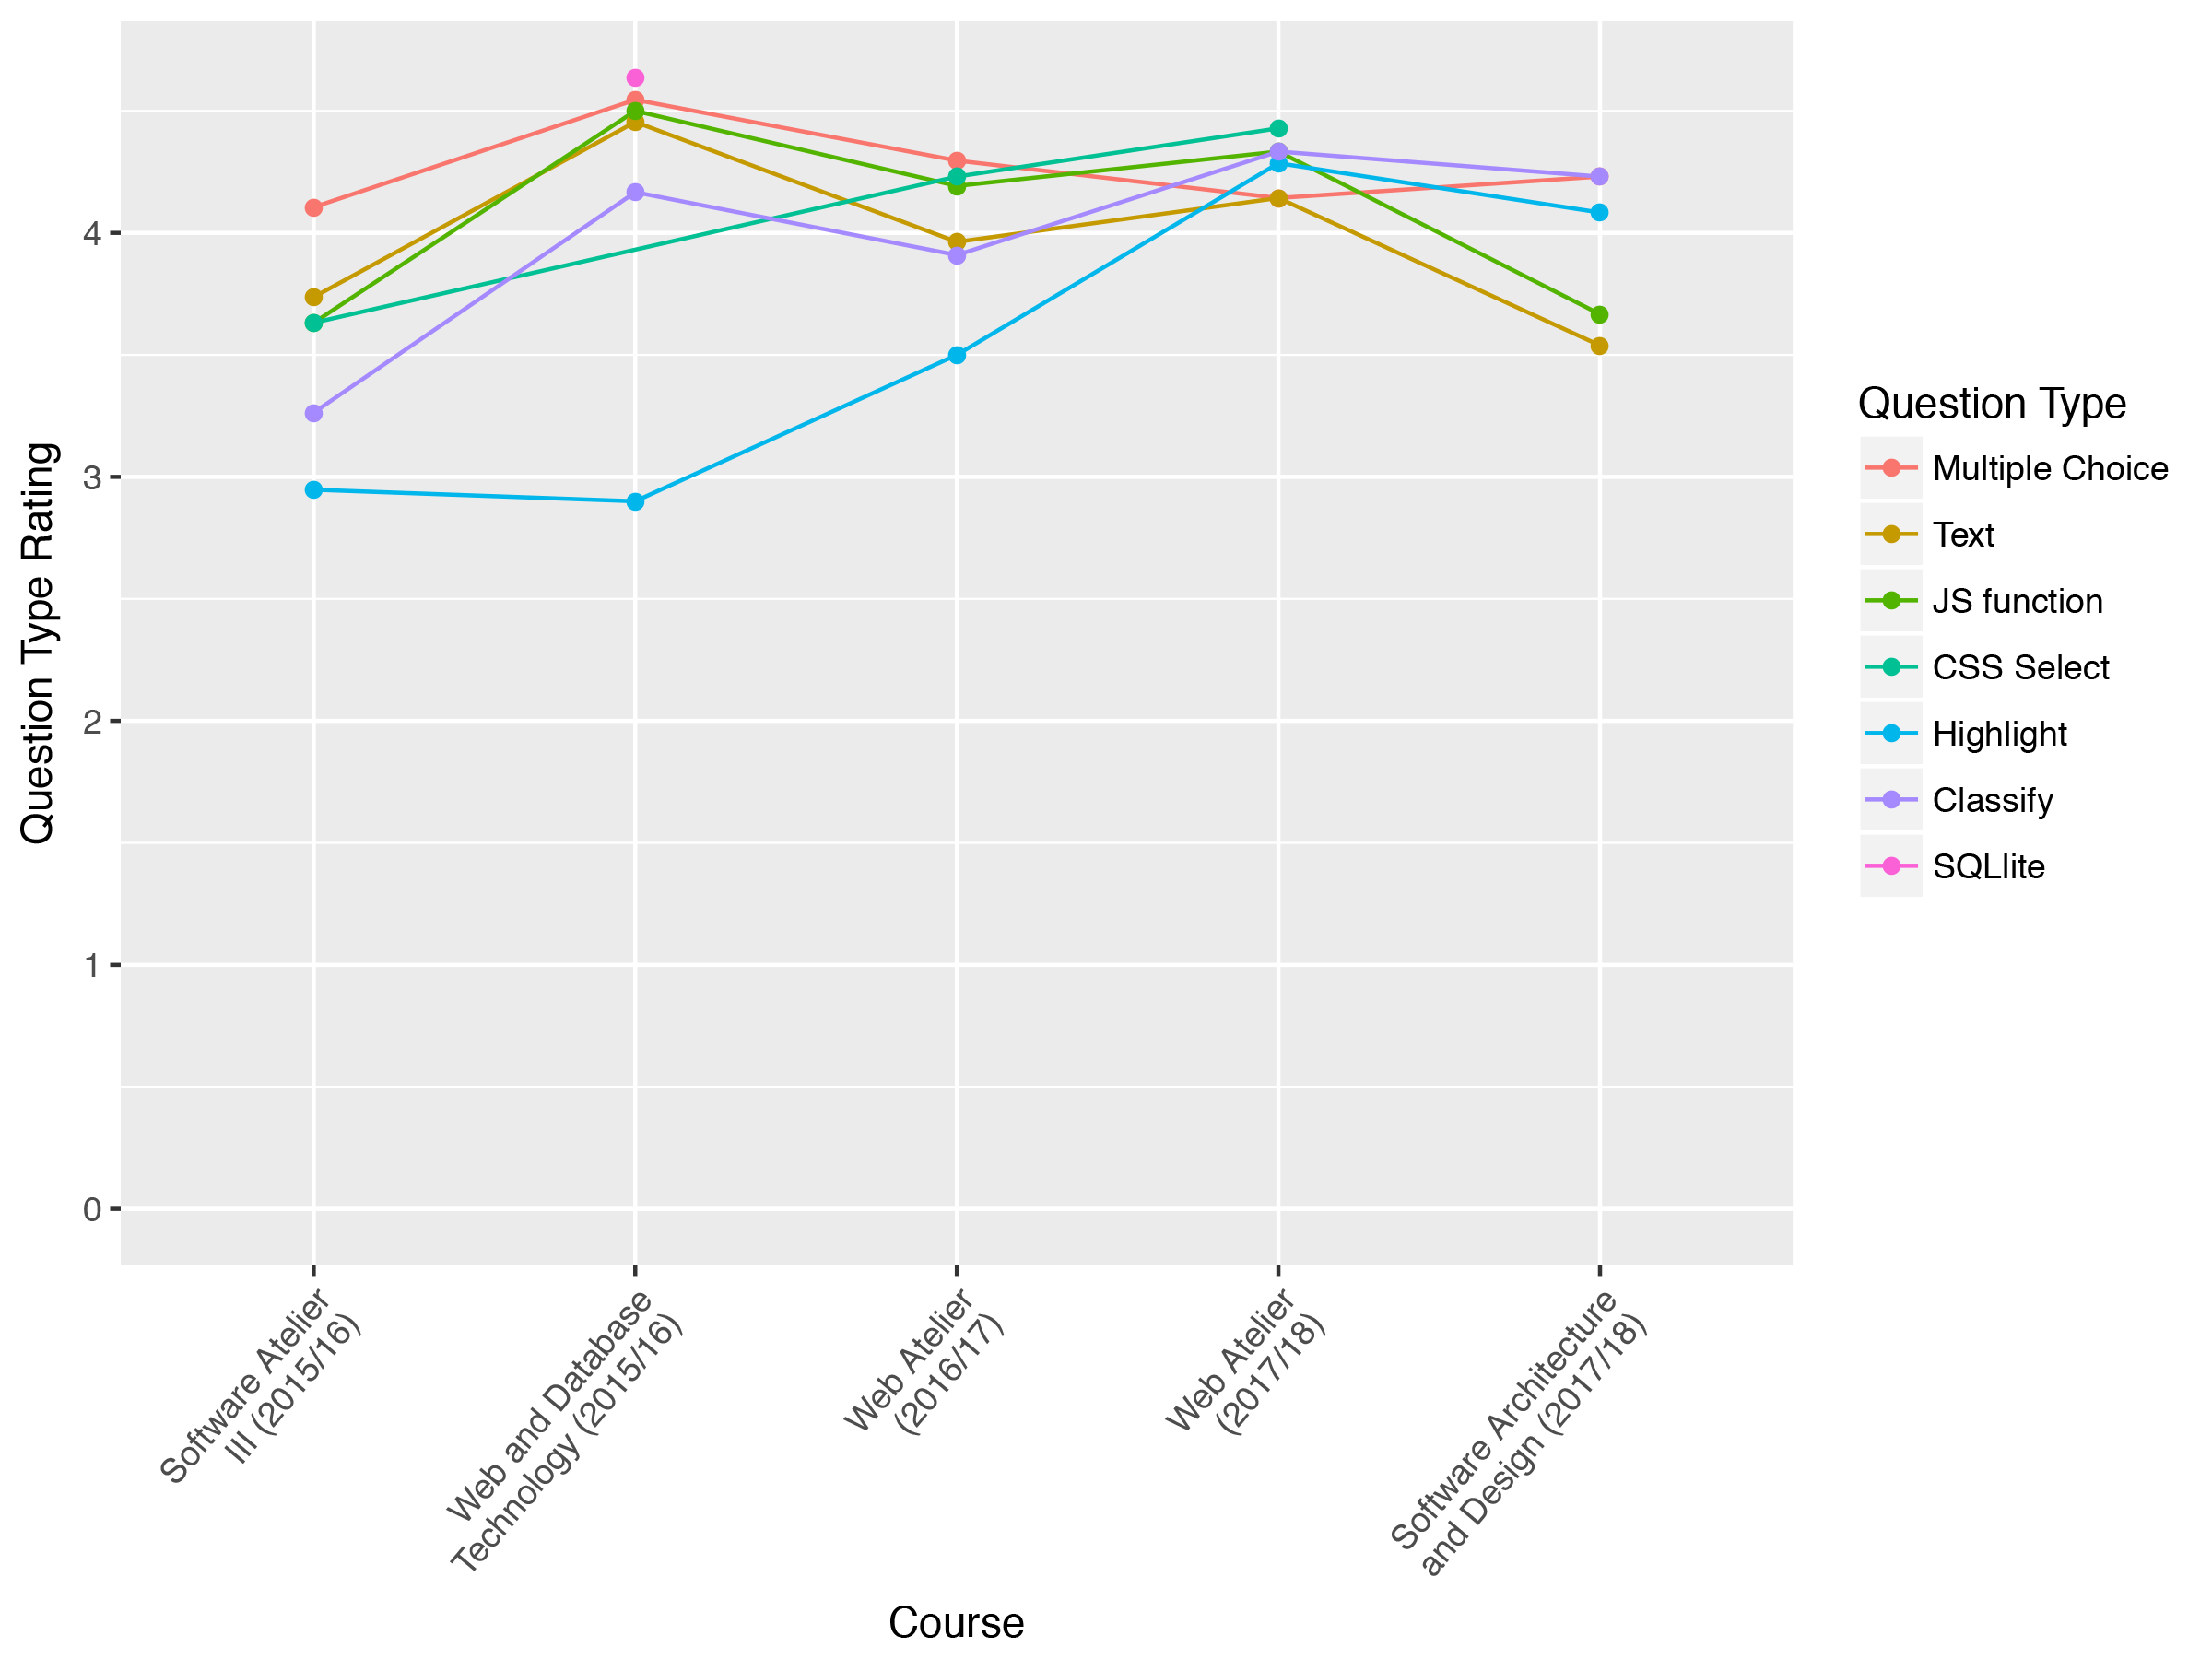 Question Type Rating
4
3
2
1
0
Software Atelier
III (2015/16)
Web and Database
Technology (2015/16)
Web Atelier
(2016/17)
Web Atelier
(2017/18)
Software Architecture
and Design (2017/18)
Course
Question Type
Multiple Choice
Text
JS function
CSS Select
Highlight
Classify
SQLlite